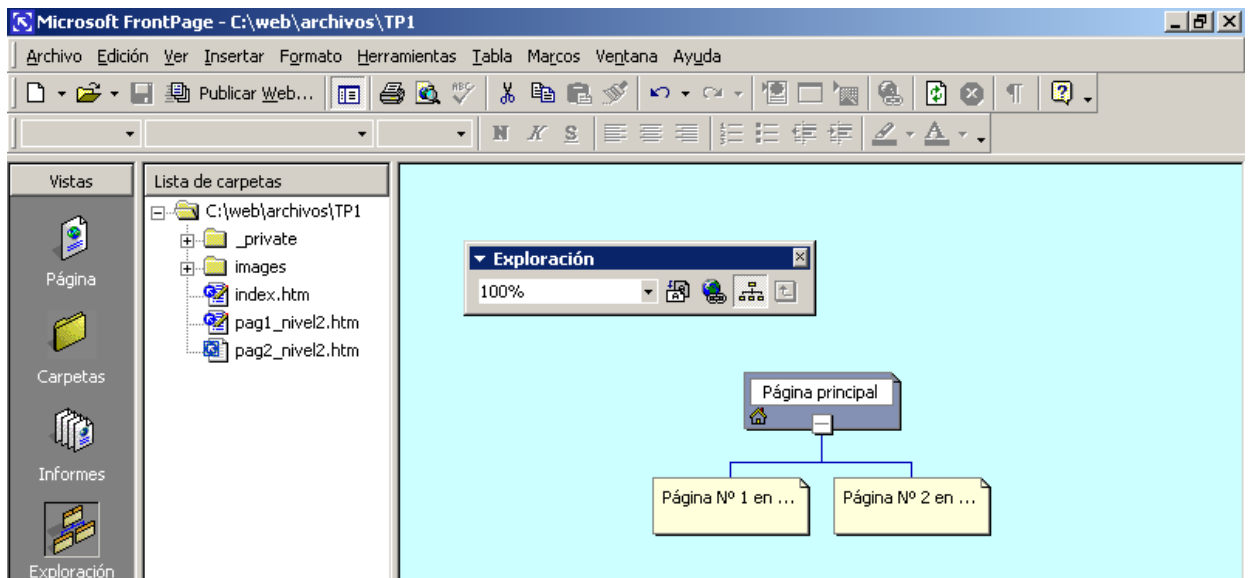 Microsoft FrontPage - C:\web\archivos\TP1
Archivo Edición Ver Insertar Formato Herramientas Tabla Marcos Ventana Ayuda
Publicar Web...
ABC
N K S A
Vistas
Lista de carpetas
C:\web\archivos\TP1
_private
images
index.htm
pag1_nivel2.htm
pag2_nivel2.htm
Página
Carpetas
Informes
Exploración
Exploración
100%
Página principal
Página Nº 1 en ...
Página Nº 2 en ...